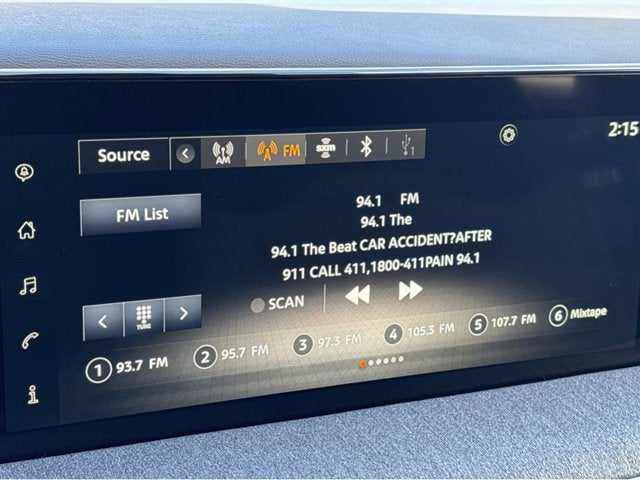 2:15
Source
AM
A FM
sxm
1
FM List
94.1 FM
94.1 The
94.1 The Beat CAR ACCIDENT?AFTER
911 CALL 411,1800-411PAIN 94.1
SCAN
TUNE
1 93.7 FM
2 95.7 FM
3 97.3 FM
4 105.3 FM
5 107.7 FM
6 Mixtape